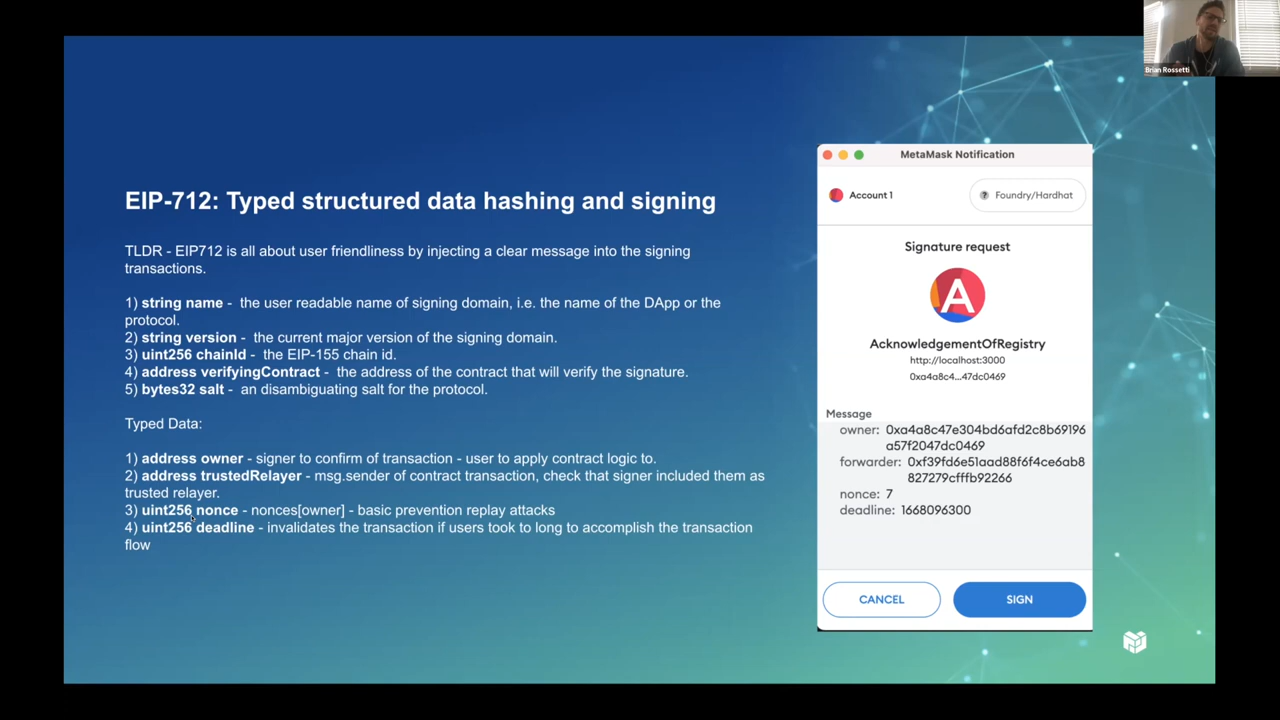 Brian Rossetti
EIP-712: Typed structured data hashing and signing
TLDR - EIP712 is all about user friendliness by injecting a clear message into the signing
transactions.
1) string name - the user readable name of signing domain, i.e. the name of the DApp or the
protocol.
2) string version - the current major version of the signing domain.
3) uint256 chainId - the EIP-155 chain id.
4) address verifyingContract - the address of the contract that will verify the signature.
5) bytes32 salt - an disambiguating salt for the protocol.
Typed Data:
1) address owner - signer to confirm of transaction - user to apply contract logic to.
2) address trustedRelayer - msg.sender of contract transaction, check that signer included them as
trusted relayer.
3) uint256 nonce - nonces[owner] - basic prevention replay attacks
4) uint256 deadline - invalidates the transaction if users took to long to accomplish the transaction
flow
MetaMask Notification
Account 1
? Foundry/Hardhat
Signature request
A
AcknowledgementOfRegistry
http://localhost:3000
0xa4a8c4...47dc0469
Message
owner: 0xa4a8c47e304bd6afd2c8b69196
a57f2047dc0469
forwarder: 0xf39fd6e51aad88f6f4ce6ab8
827279cfffb92266
nonce: 7
deadline: 1668096300
CANCEL
SIGN